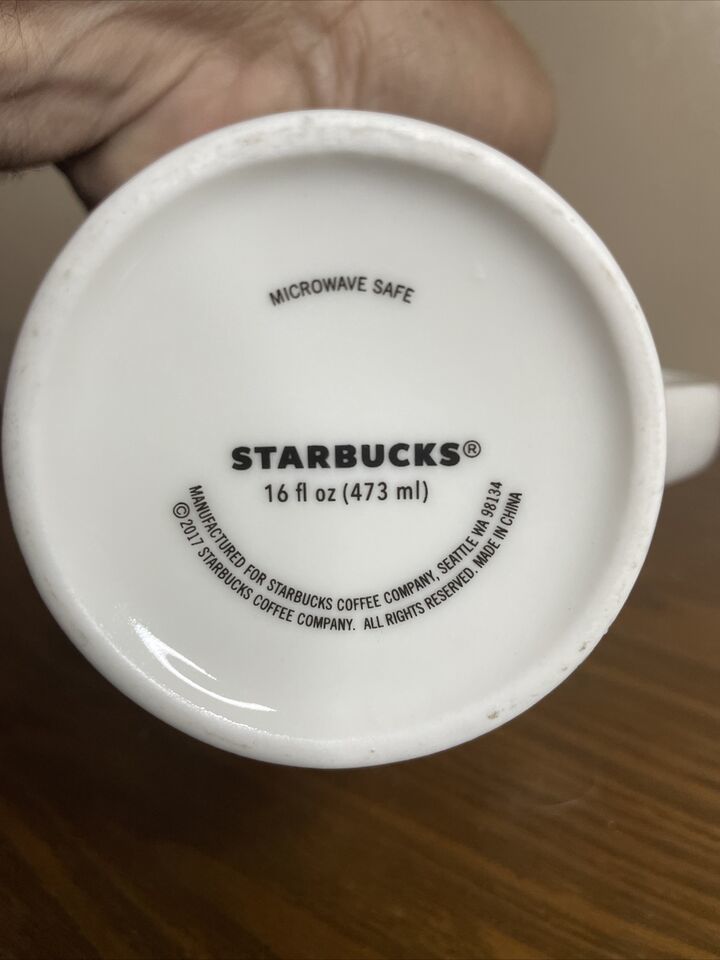 MICROWAVE SAFE
STARBUCKS®
16 fl oz (473 ml)
MANUFACTURED FOR STARBUCKS COFFEE COMPANY, SEATTLE WA 98134
©2017 STARBUCKS COFFEE COMPANY. ALL RIGHTS RESERVED. MADE IN CHINA